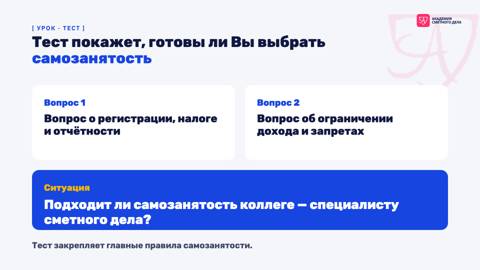 [ УРОК · ТЕСТ ]
АКАДЕМИЯ
СМЕТНОГО ДЕЛА
Тест покажет, готовы ли Вы выбрать
самозанятость
Вопрос 1
Вопрос о регистрации, налоге
и отчётности
Вопрос 2
Вопрос об ограничении
дохода и запретах
Ситуация
Подходит ли самозанятость коллеге — специалисту
сметного дела?
Тест закрепляет главные правила самозанятости.